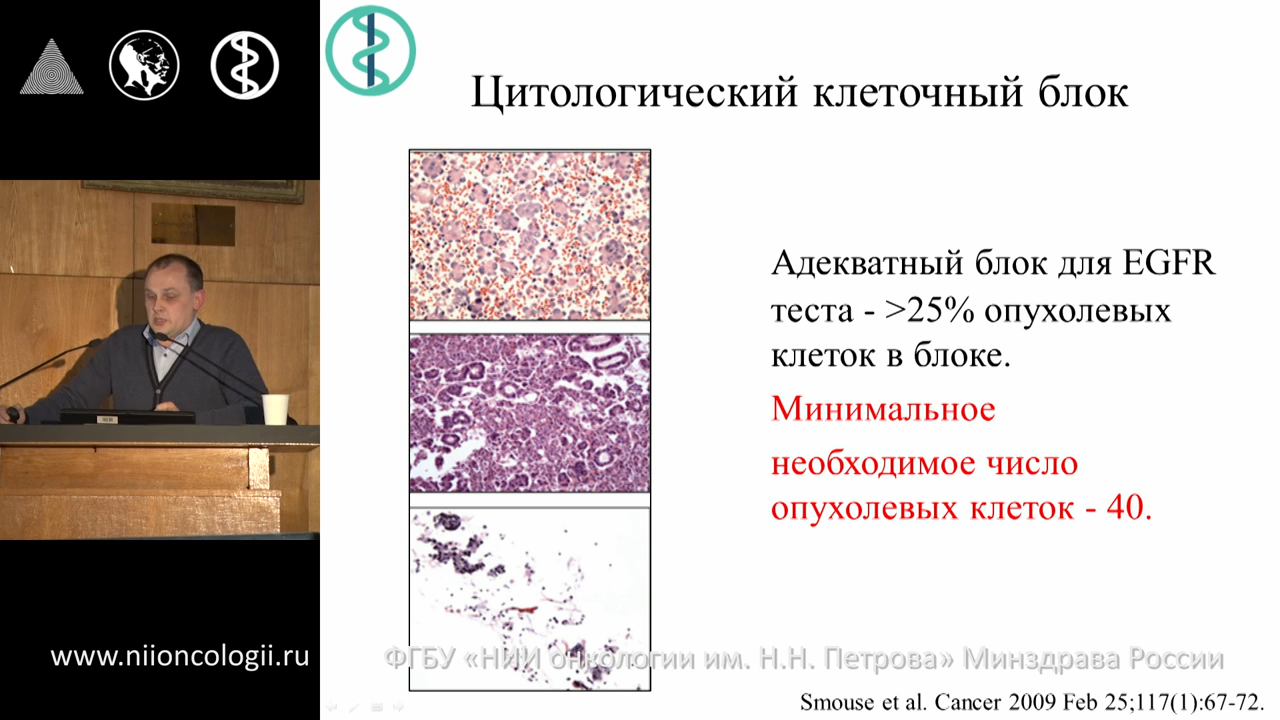 Цитологический клеточный блок
Адекватный блок для EGFR
теста - >25% опухолевых
клеток в блоке.
Минимальное
необходимое число
опухолевых клеток - 40.
www.niioncologii.ru
ФГБУ «НИИ онкологии им. Н.Н. Петрова» Минздрава России
Smouse et al. Cancer 2009 Feb 25;117(1):67-72.